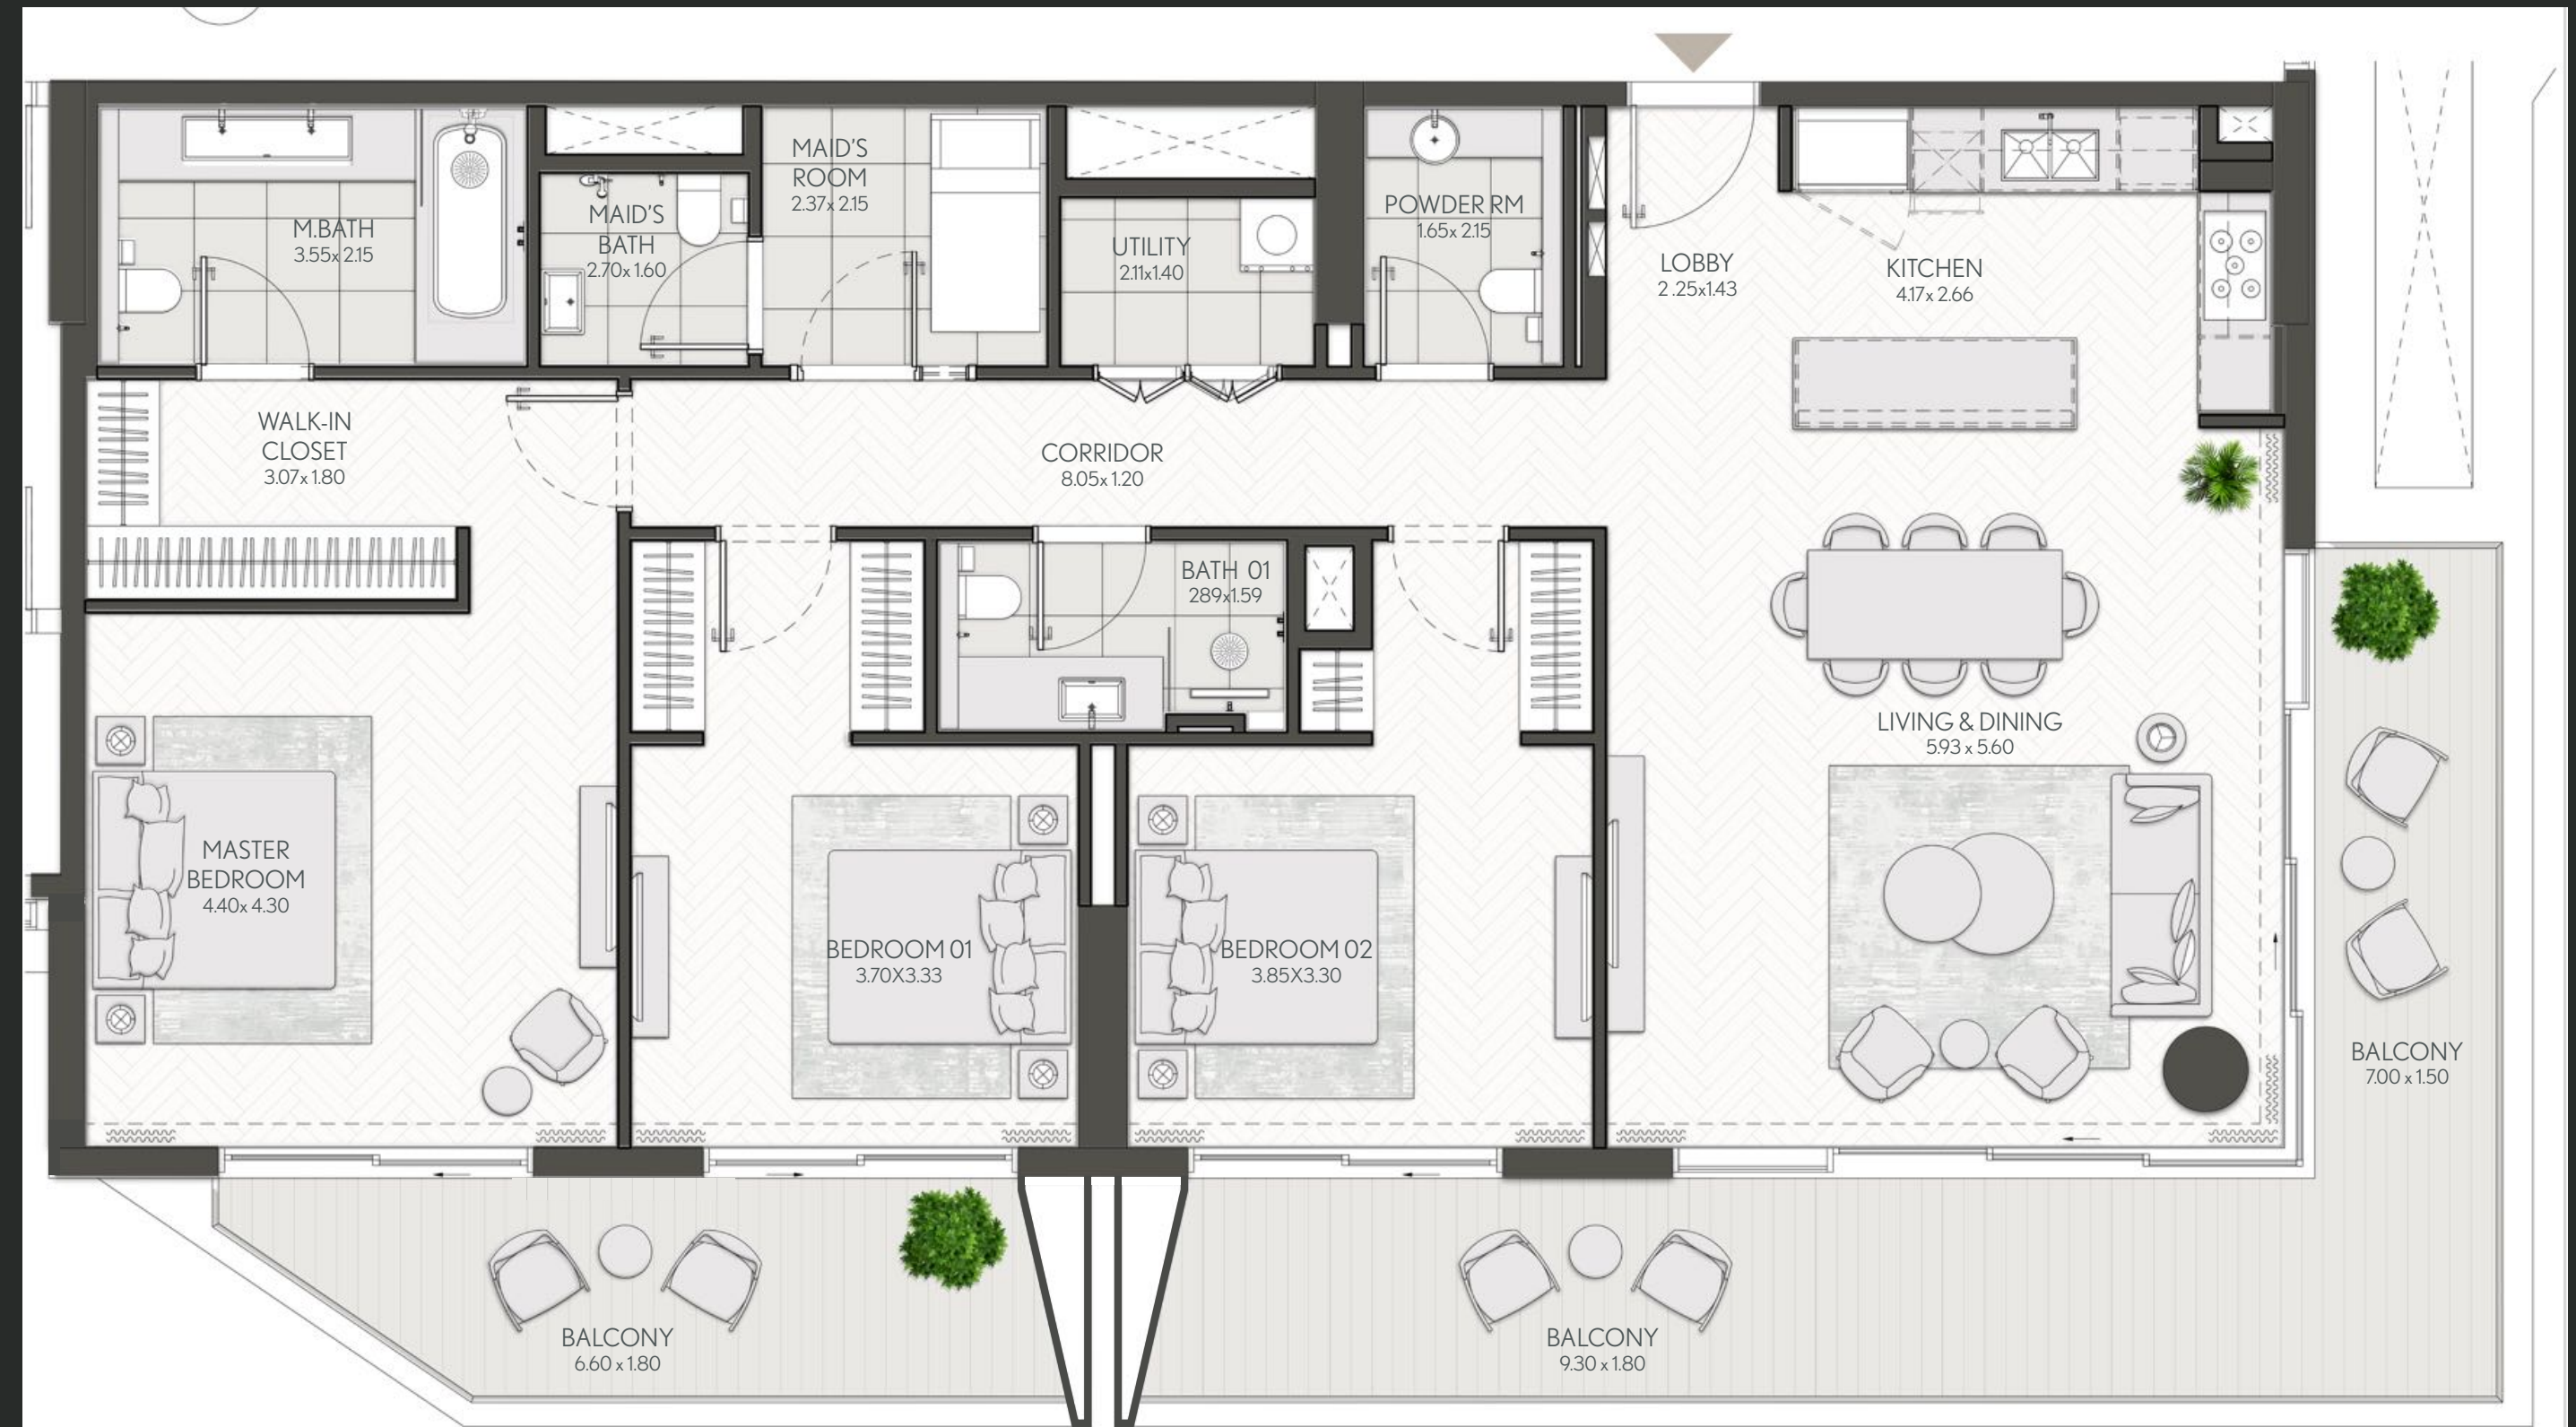 M.BATH
3.55x 2.15
MAID'S
BATH
2.70x 1.60
MAID'S
ROOM
2.37x 2.15
UTILITY
2.11x1.40
POWDER RM
1.65x 2.15
LOBBY
2 .25x1.43
KITCHEN
4.17x 2.66
WALK-IN
CLOSET
3.07x 1.80
CORRIDOR
8.05x 1.20
BATH 01
289x1.59
LIVING & DINING
5.93 x 5.60
MASTER
BEDROOM
4.40x 4.30
BEDROOM 01
3.70X3.33
BEDROOM 02
3.85X3.30
BALCONY
7.00 x 1.50
BALCONY
6.60 x 1.80
BALCONY
9.30 x 1.80